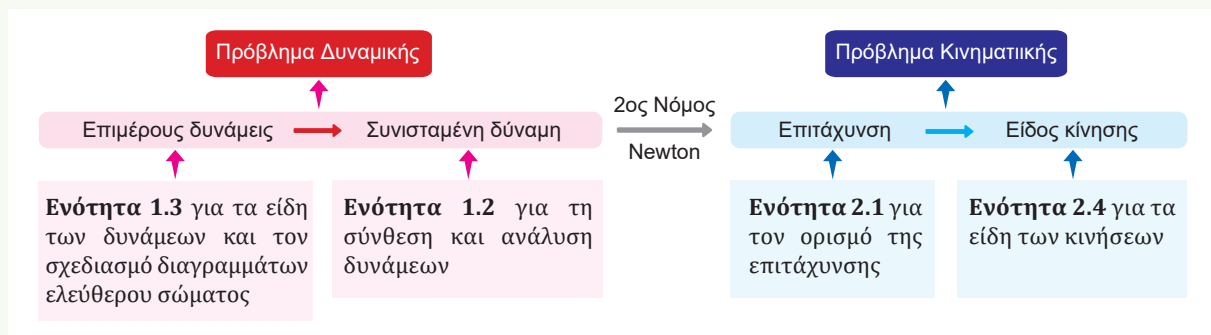 Πρόβλημα Δυναμικής
Πρόβλημα Κινηματιικής
Επιμέρους δυνάμεις
Συνισταμένη δύναμη
2ος Νόμος
Newton
Επιτάχυνση
Είδος κίνησης
Ενότητα 1.3 για τα είδη
των δυνάμεων και τον
σχεδιασμό διαγραμμάτων
ελεύθερου σώματος
Ενότητα 1.2 για τη
σύνθεση και ανάλυση
δυνάμεων
Ενότητα 2.1 για
τον ορισμό της
επιτάχυνσης
Ενότητα 2.4 για τα
είδη των κινήσεων